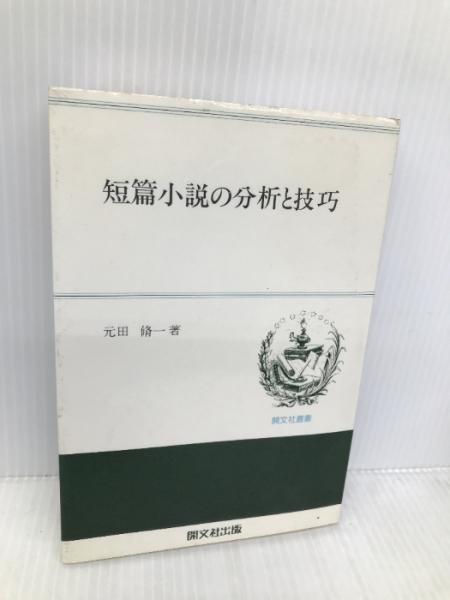 短篇小説の分析と技巧
元田 脩一著
開文社叢書
開文社出版